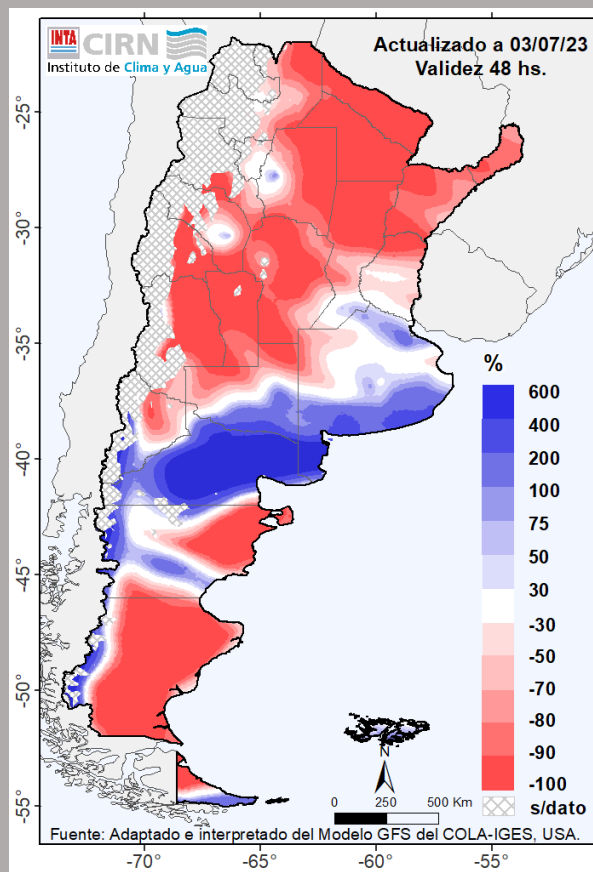 INTA CIRN
Instituto de Clima y Agua
Actualizado a 03/07/23
Validez 48 hs.
-25°
-30°
-35°
-40°
-45°
-50°
-55°
%
600
400
200
100
75
50
30
-30
-50
-70
-80
-90
-100
s/dato
N
0 250 500 Km
Fuente: Adaptado e interpretado del Modelo GFS del COLA-IGES, USA.
-70° -65° -60° -55°